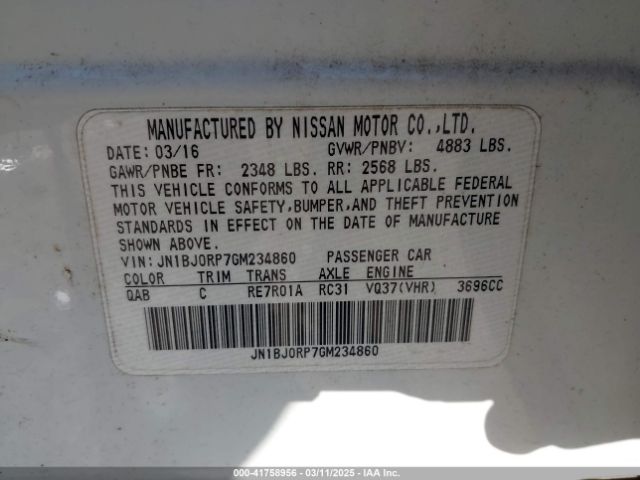 MANUFACTURED BY NISSAN MOTOR CO.,LTD.
DATE: 03/16 GVWR/PNBV: 4883 LBS.
GAWR/PNBE FR: 2348 LBS. RR: 2568 LBS.
THIS VEHICLE CONFORMS TO ALL APPLICABLE FEDERAL
MOTOR VEHICLE SAFETY,BUMPER,AND THEFT PREVENTION
STANDARDS IN EFFECT ON THE DATE OF MANUFACTURE
SHOWN ABOVE.
VIN: JN1BJ0RP7GM234860 PASSENGER CAR
COLOR TRIM TRANS AXLE ENGINE
QAB C RE7R01A RC31 VQ37(VHR) 3696CC
JN1BJ0RP7GM234860
000-41758956 - 03/11/2025 - IAA Inc.